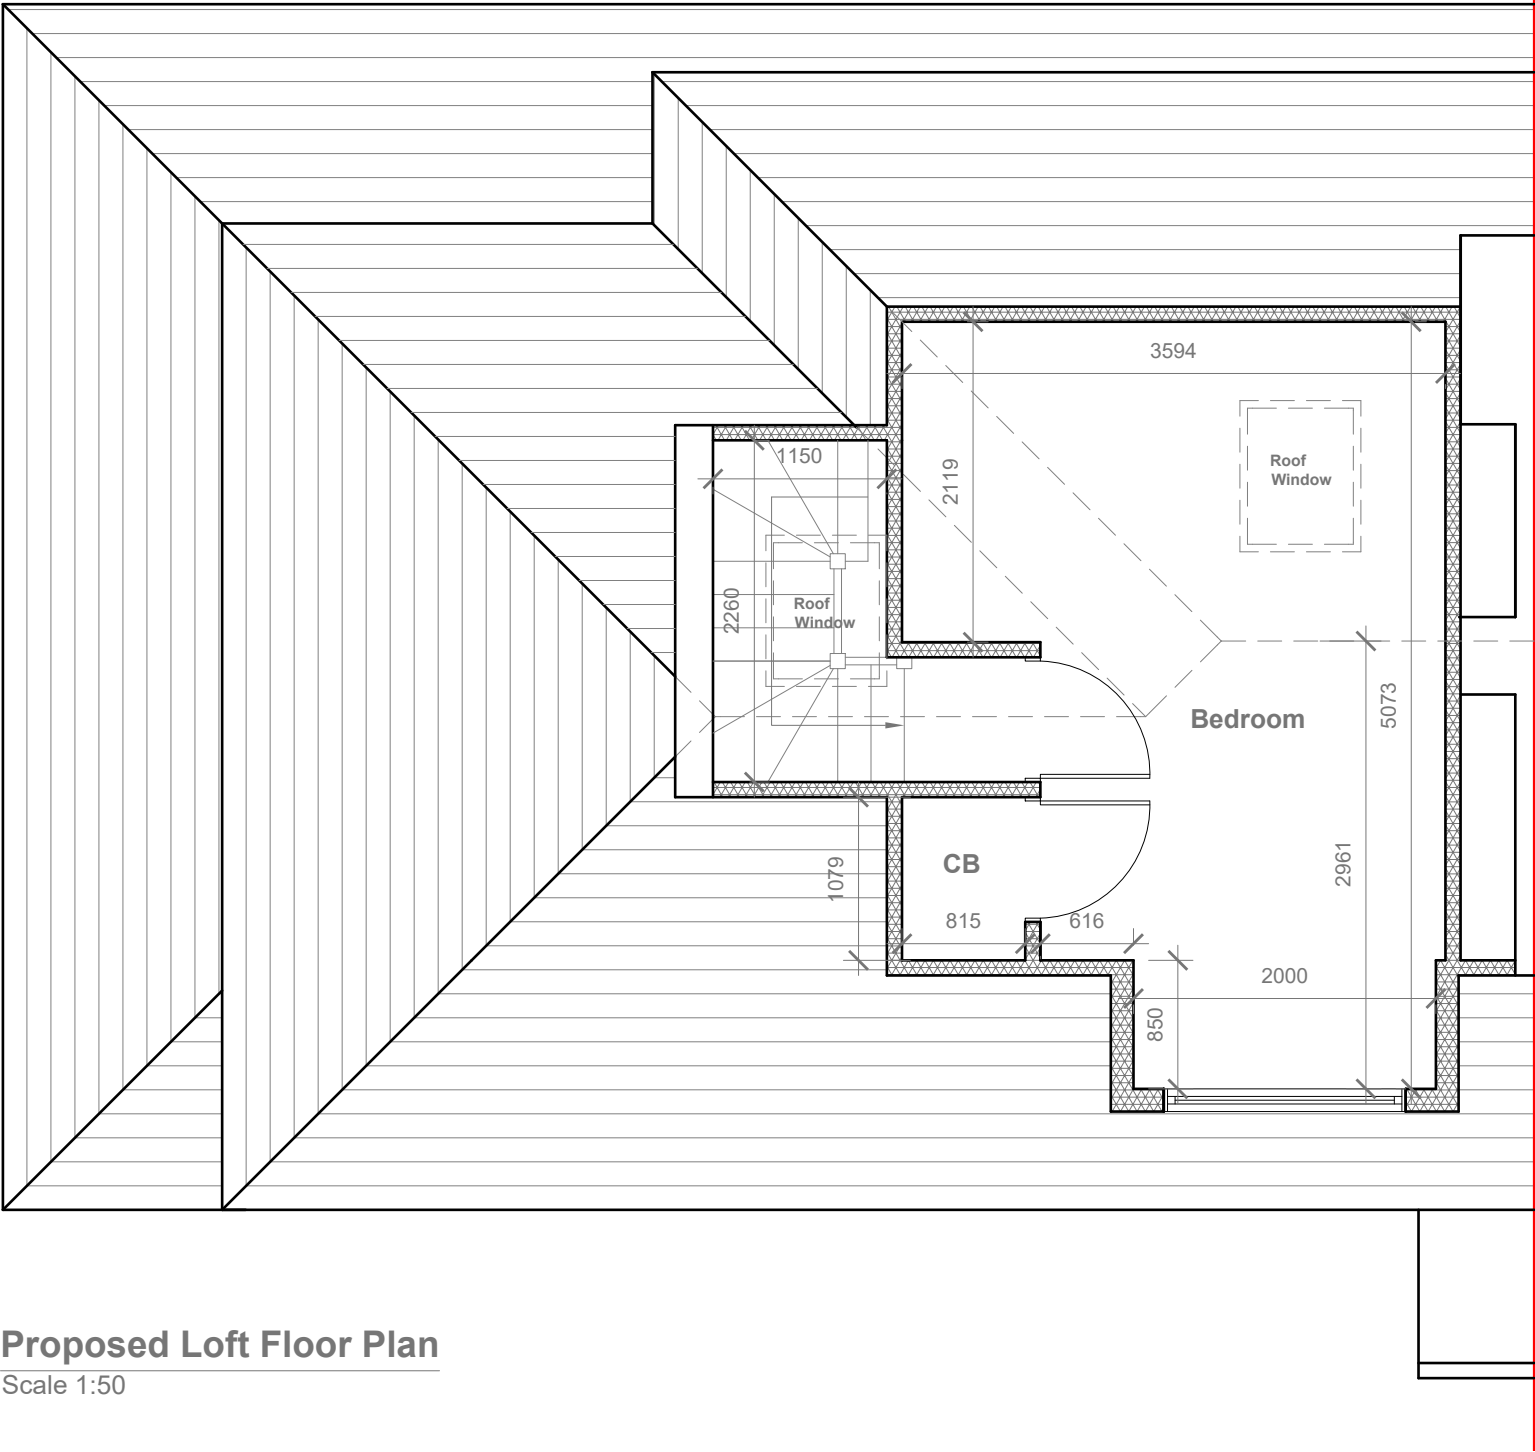 3594
Roof
Window
1150
2119
2260
Roof
Window
Bedroom
5073
2961
CB
1079
815
616
2000
850
Proposed Loft Floor Plan
Scale 1:50